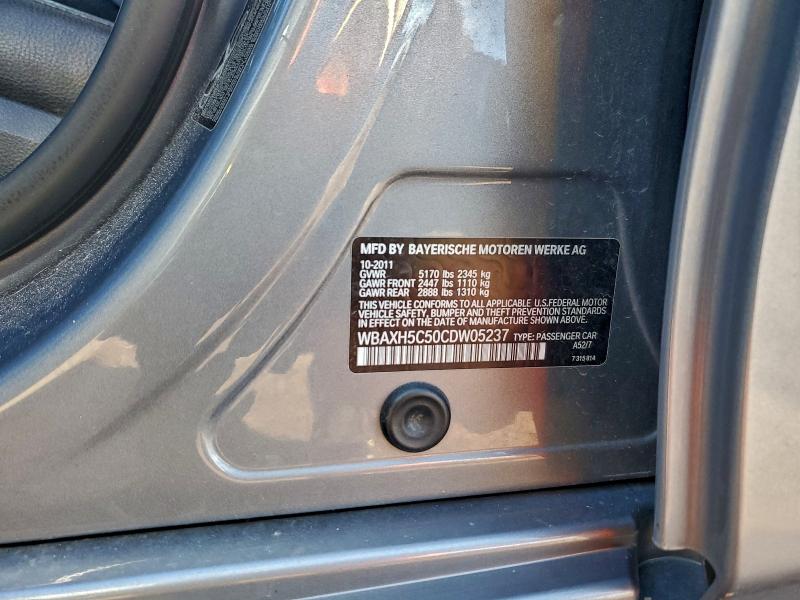 MFD BY BAYERISCHE MOTOREN WERKE AG
10-2011
GVWR 5170 lbs 2345 kg
GAWR FRONT 2447 lbs 1110 kg
GAWR REAR 2888 lbs 1310 kg
THIS VEHICLE CONFORMS TO ALL APPLICABLE U.S.FEDERAL MOTOR
VEHICLE SAFETY, BUMPER AND THEFT PREVENTION STANDARDS
IN EFFECT ON THE DATE OF MANUFACTURE SHOWN ABOVE.
WBAXH5C50CDW05237 TYPE: PASSENGER CAR
A52/7
7 315 814